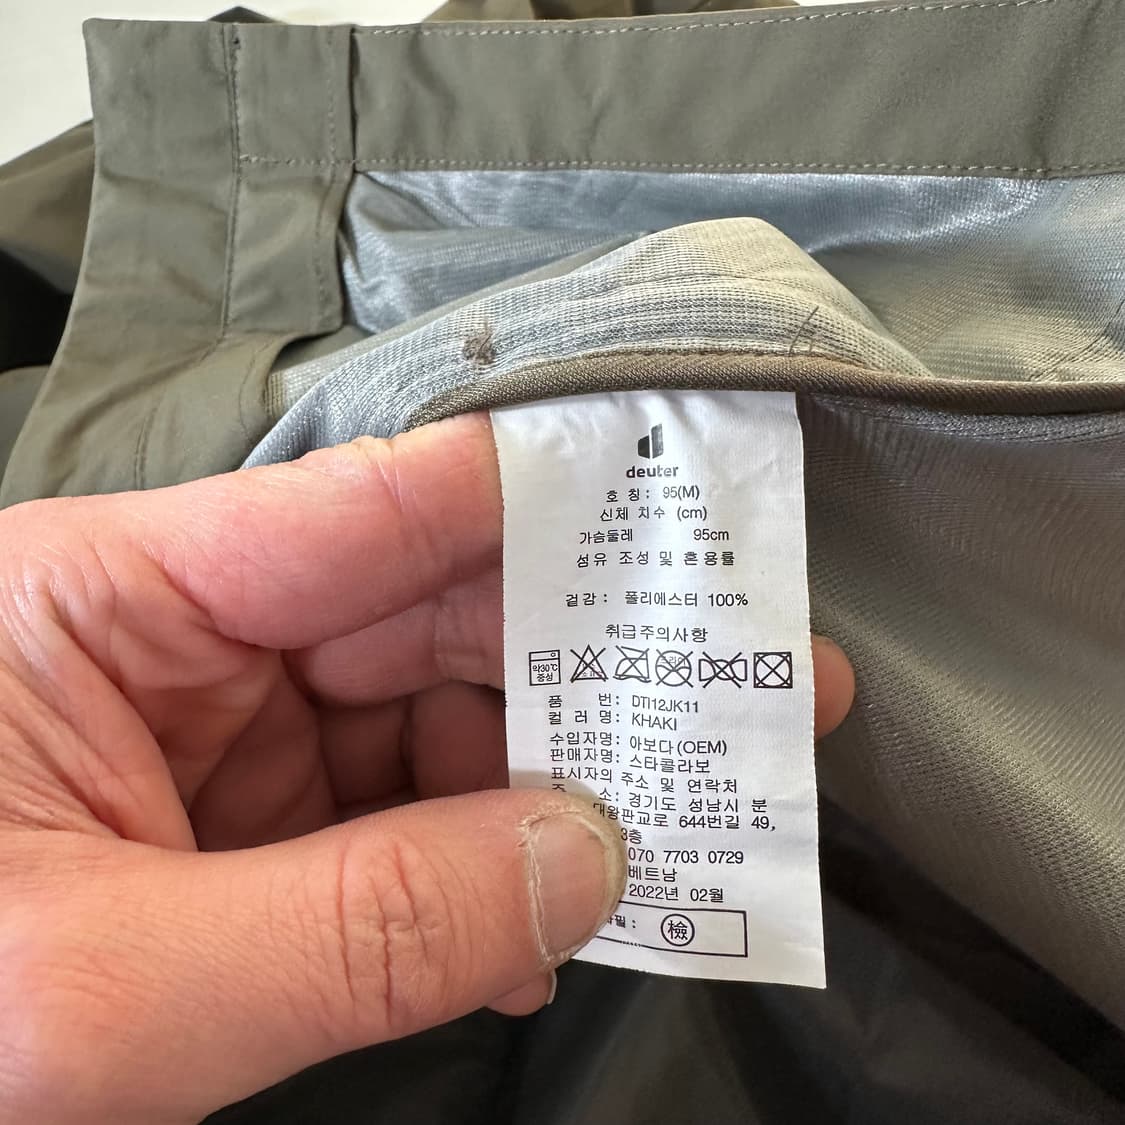 deuter
호 칭: 95(M)
신체 치수 (cm)
가슴둘레 95cm
섬유 조성 및 혼용률
겉감: 폴리에스터 100%
취급주의사항
약30℃
중성
품 번: DTI12JK11
컬 러 명: KHAKI
수입자명: 아보다(OEM)
판매자명: 스타콜라보
표시자의 주소 및 연락처
주 소: 경기도 성남시 분
대왕판교로 644번길 49,
3층
070 7703 0729
베트남
2022년 02월
필: 檢